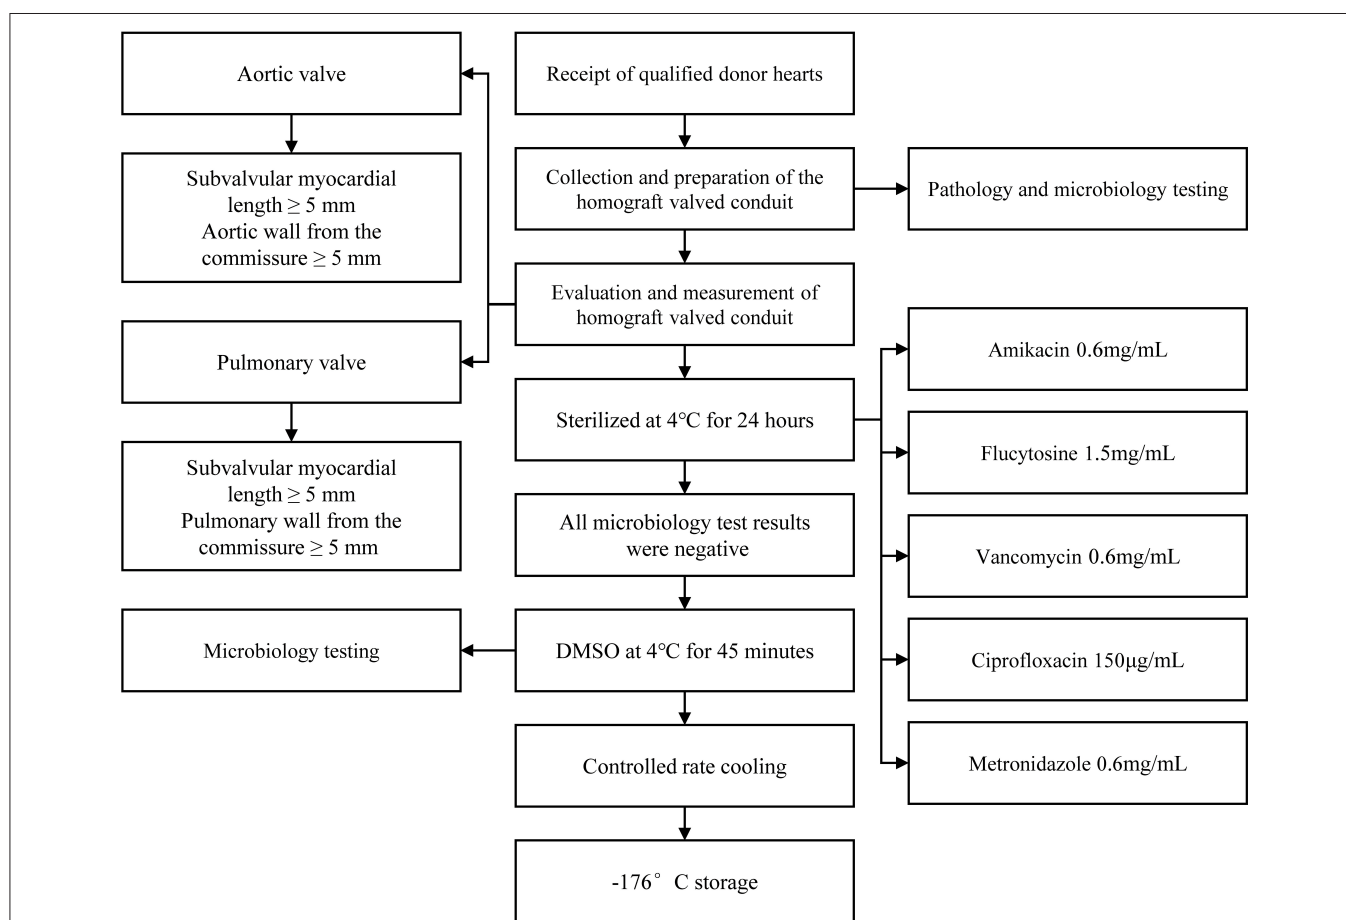 Receipt of qualified donor hearts
Collection and preparation of the
homograft valved conduit
Pathology and microbiology testing
Evaluation and measurement of
homograft valved conduit
Aortic valve
Subvalvular myocardial
length ≥ 5 mm
Aortic wall from the
commissure ≥ 5 mm
Pulmonary valve
Subvalvular myocardial
length ≥ 5 mm
Pulmonary wall from the
commissure ≥ 5 mm
Sterilized at 4℃ for 24 hours
Amikacin 0.6mg/mL
Flucytosine 1.5mg/mL
Vancomycin 0.6mg/mL
Ciprofloxacin 150μg/mL
Metronidazole 0.6mg/mL
All microbiology test results
were negative
DMSO at 4℃ for 45 minutes
Microbiology testing
Controlled rate cooling
-176° C storage